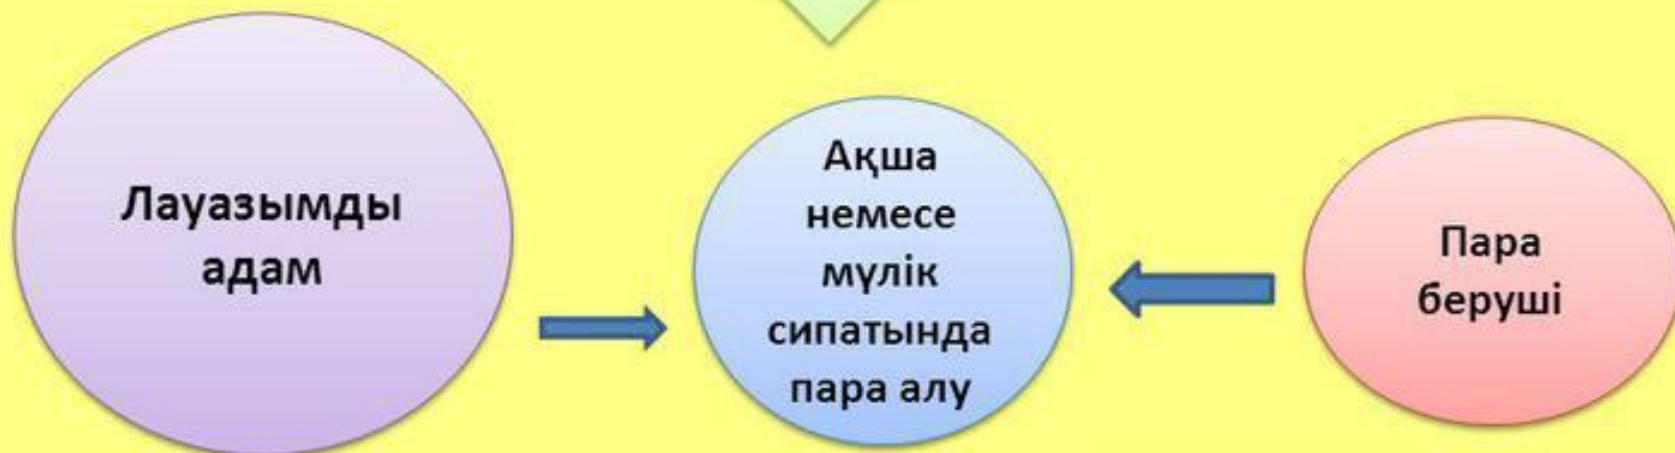 Лауазымды
адам
Ақша
немесе
мүлік
сипатында
пара алу
Пара
беруші